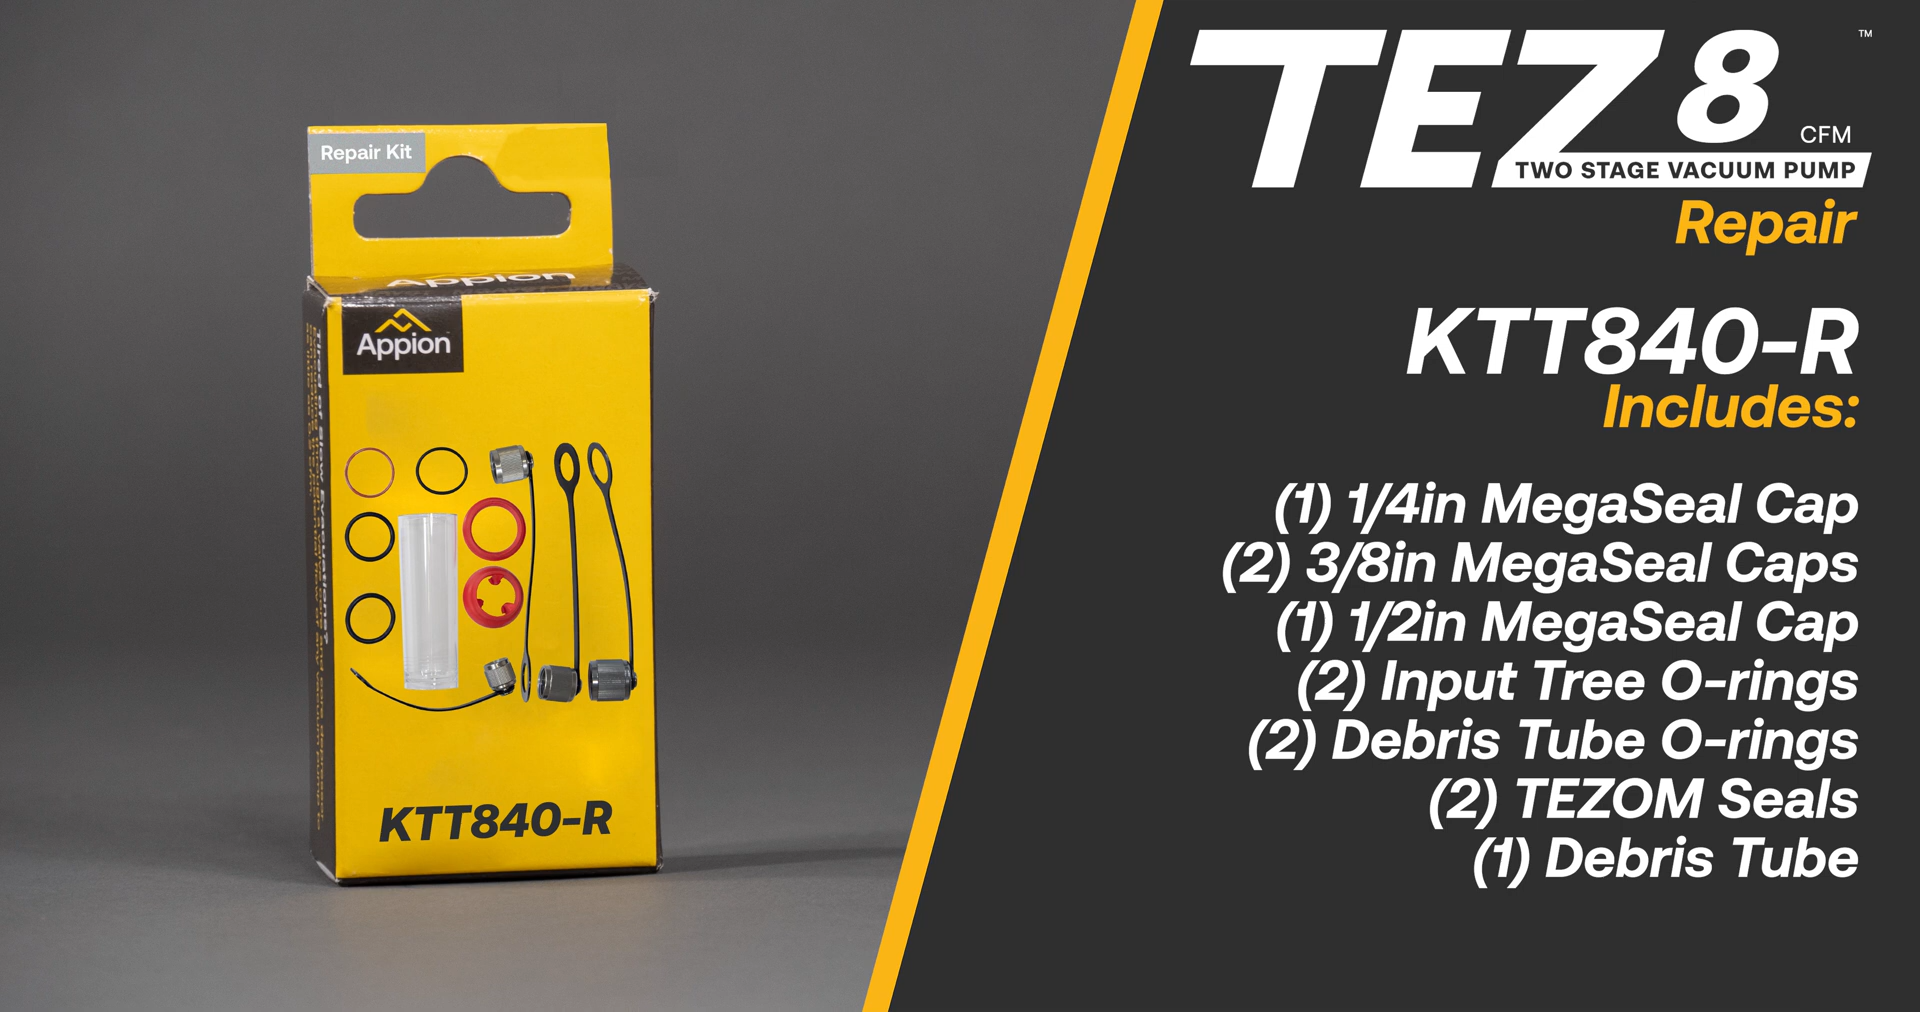 Repair Kit
Appion
Appion
KTT840-R
TEZ 8 ™
CFM
TWO STAGE VACUUM PUMP
Repair
KTT840-R
Includes:
(1) 1/4in MegaSeal Cap
(2) 3/8in MegaSeal Caps
(1) 1/2in MegaSeal Cap
(2) Input Tree O-rings
(2) Debris Tube O-rings
(2) TEZOM Seals
(1) Debris Tube